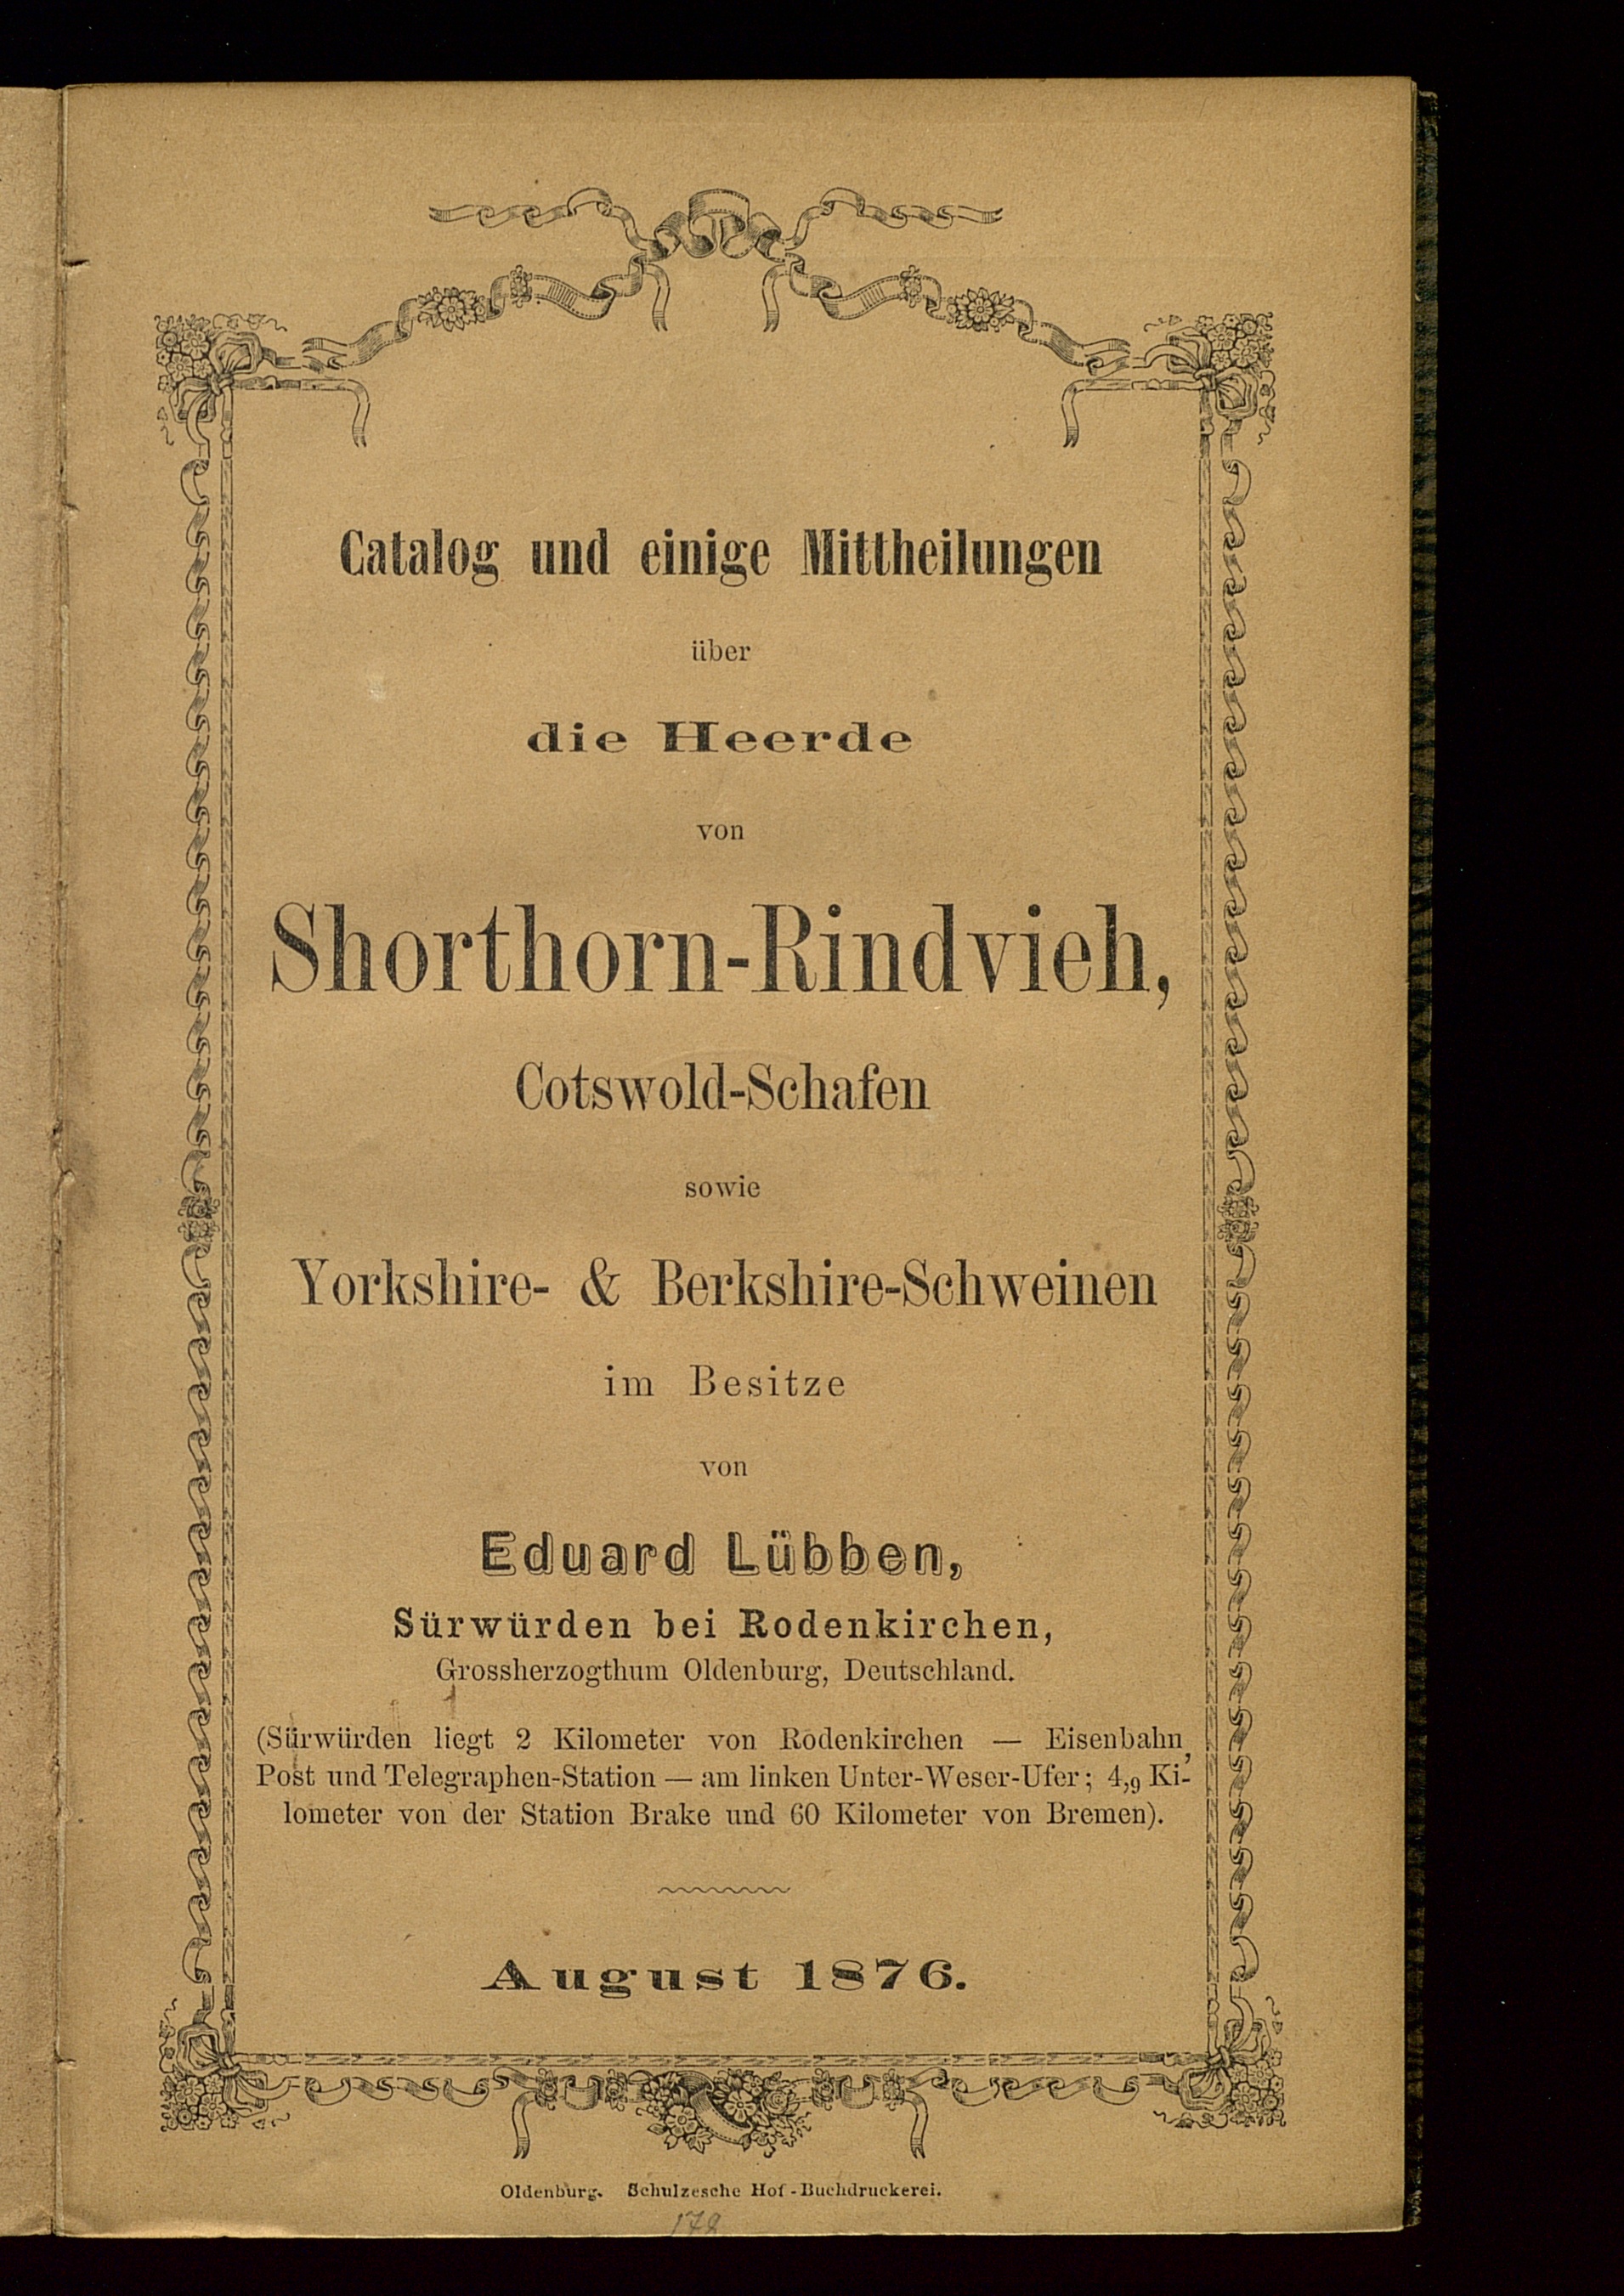 Catalog und einige Mittheilungen
über
die Heerde
von
Shorthorn-Rindvieh,
Cotswold-Schafen
sowie
Yorkshire- & Berkshire-Schweinen
im Besitze
von
Eduard Lübben,
Sürwürden bei Rodenkirchen,
Grossherzogthum Oldenburg, Deutschland.
(Sürwürden liegt 2 Kilometer von Rodenkirchen — Eisenbahn,
Post und Telegraphen-Station — am linken Unter-Weser-Ufer; 4,9 Ki-
lometer von der Station Brake und 60 Kilometer von Bremen).
August 1876.
Oldenburg. Schulzesche Hof-Buchdruckerei.
178